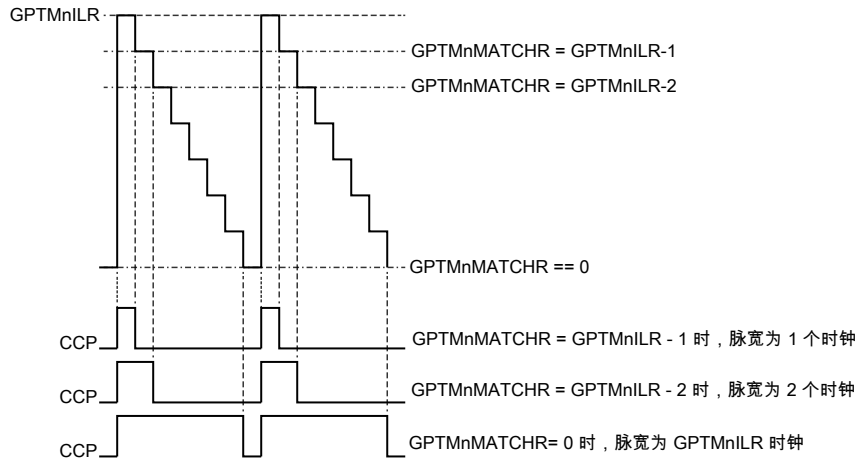 GPTMnILR
GPTMnMATCHR = GPTMnILR-1
GPTMnMATCHR = GPTMnILR-2
GPTMnMATCHR == 0
CCP
GPTMnMATCHR = GPTMnILR - 1 时，脉宽为 1 个时钟
CCP
GPTMnMATCHR = GPTMnILR - 2 时，脉宽为 2 个时钟
CCP
GPTMnMATCHR= 0 时，脉宽为 GPTMnILR 时钟